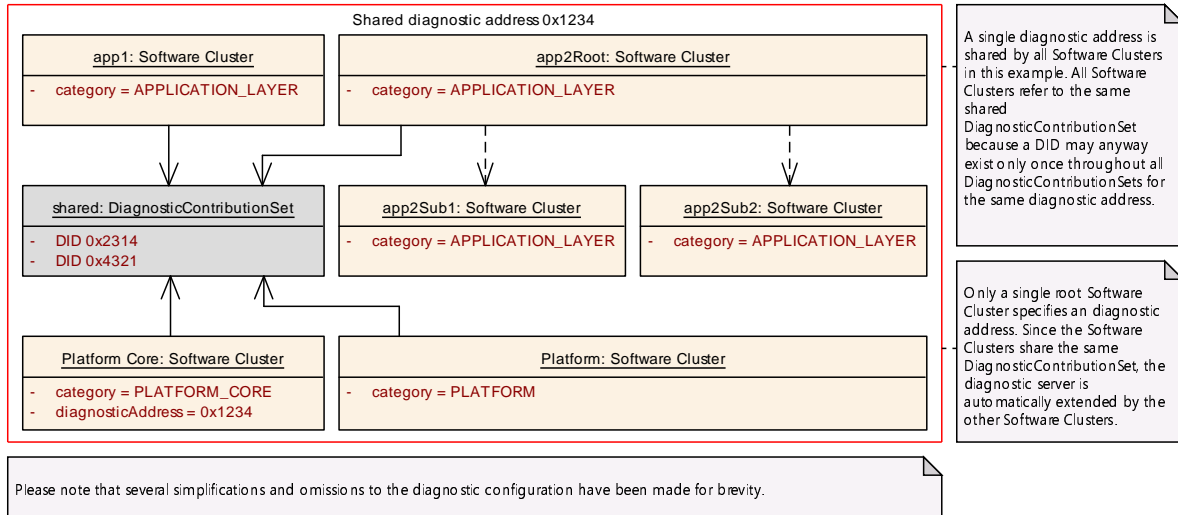 Shared diagnostic address 0x1234
app1: Software Cluster
- category = APPLICATION_LAYER
app2Root: Software Cluster
- category = APPLICATION_LAYER
shared: DiagnosticContributionSet
- DID 0x2314
- DID 0x4321
app2Sub1: Software Cluster
- category = APPLICATION_LAYER
app2Sub2: Software Cluster
- category = APPLICATION_LAYER
Platform Core: Software Cluster
- category = PLATFORM_CORE
- diagnosticAddress = 0x1234
Platform: Software Cluster
- category = PLATFORM
A single diagnostic address is
shared by all Software Clusters
in this example. All Software
Clusters refer to the same
shared
DiagnosticContributionSet
because a DID may anyway
exist only once throughout all
DiagnosticContributionSets for
the same diagnostic address.
Only a single root Software
Cluster specifies an diagnostic
address. Since the Software
Clusters share the same
DiagnosticContributionSet, the
diagnostic server is
automatically extended by the
other Software Clusters.
Please note that several simplifications and omissions to the diagnostic configuration have been made for brevity.